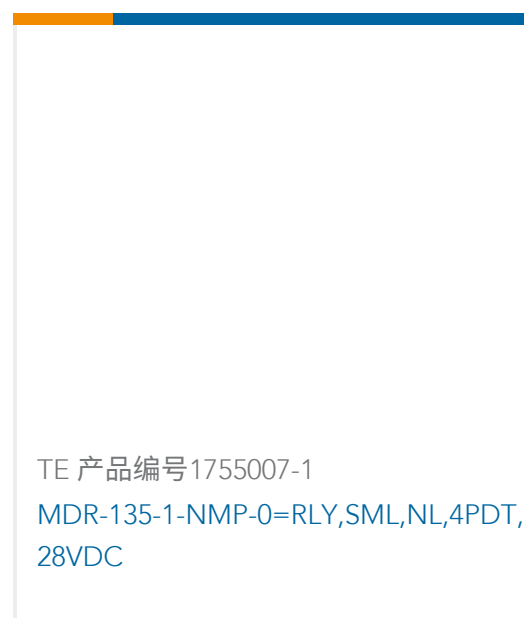 TE 产品编号1755007-1
MDR-135-1-NMP-0=RLY,SML,NL,4PDT,
28VDC